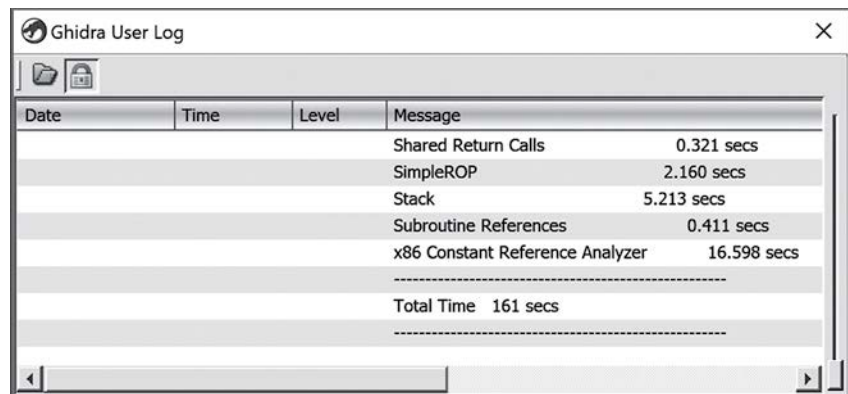 Ghidra User Log
Date Time Level Message
Shared Return Calls 0.321 secs
SimpleROP 2.160 secs
Stack 5.213 secs
Subroutine References 0.411 secs
x86 Constant Reference Analyzer 16.598 secs
-----------------------------------------------------
Total Time 161 secs
-----------------------------------------------------